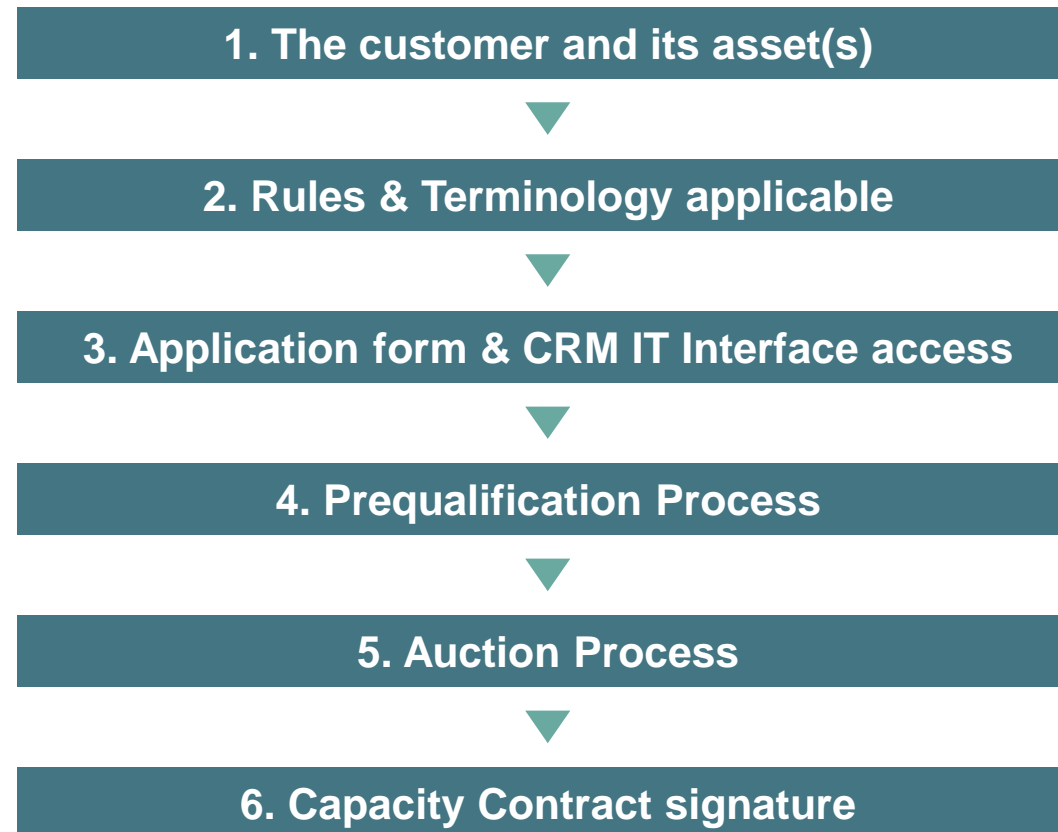 1. The customer and its asset(s)
2. Rules & Terminology applicable
3. Application form & CRM IT Interface access
4. Prequalification Process
5. Auction Process
6. Capacity Contract signature